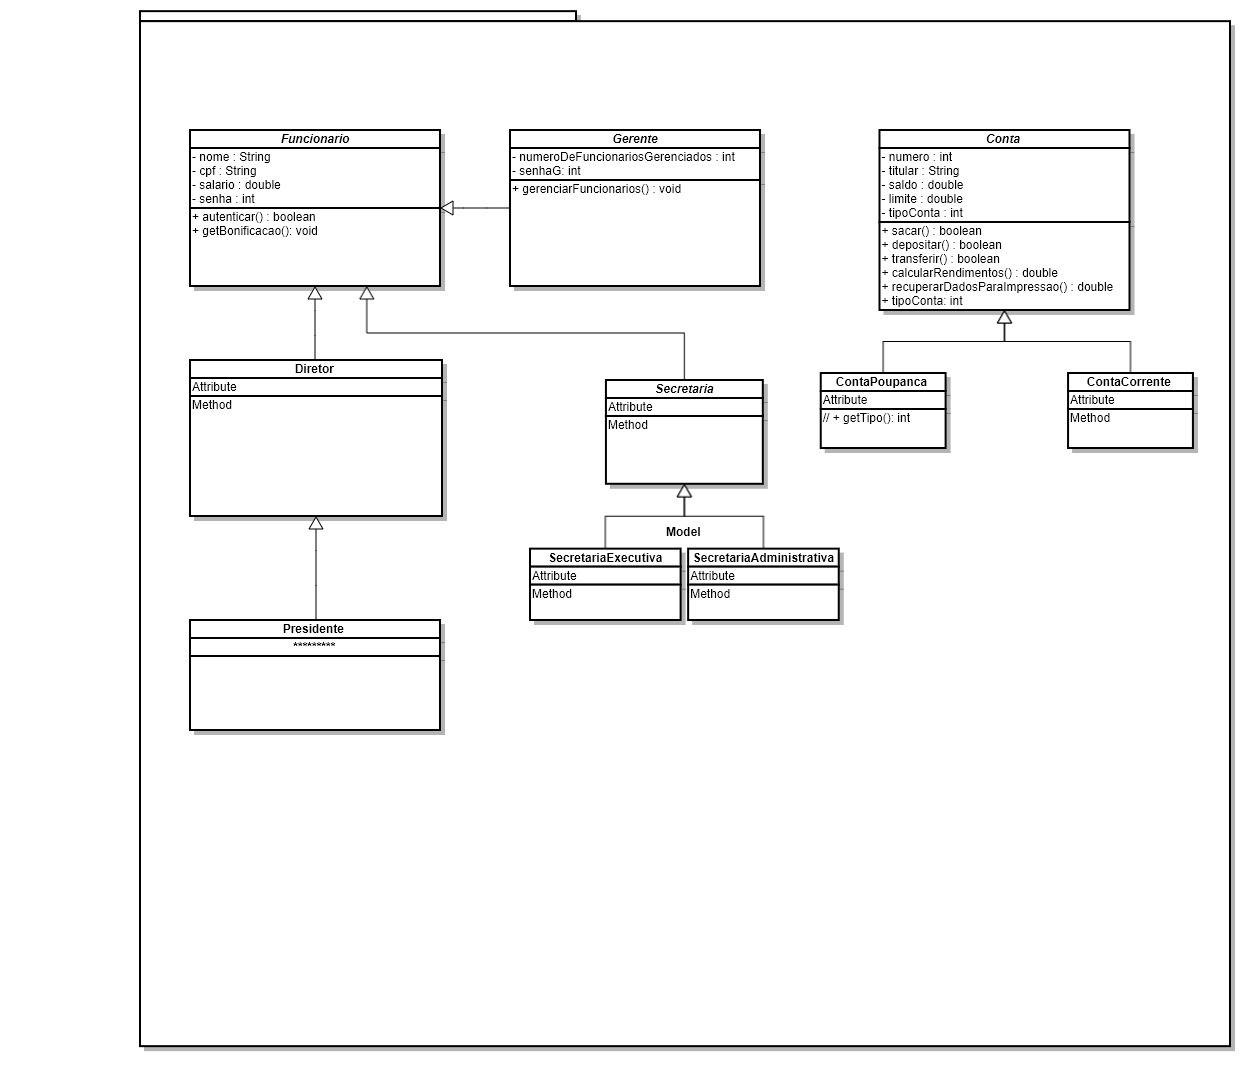 Funcionario
- nome : String
- cpf : String
- salario : double
- senha : int
+ autenticar() : boolean
+ getBonificacao(): void
Gerente
- numeroDeFuncionariosGerenciados : int
- senhaG: int
+ gerenciarFuncionarios() : void
Conta
- numero : int
- titular : String
- saldo : double
- limite : double
- tipoConta : int
+ sacar() : boolean
+ depositar() : boolean
+ transferir() : boolean
+ calcularRendimentos() : double
+ recuperarDadosParaImpressao() : double
+ tipoConta: int
Diretor
Attribute
Method
Secretaria
Attribute
Method
ContaPoupanca
Attribute
// + getTipo(): int
ContaCorrente
Attribute
Method
Model
SecretariaExecutiva
Attribute
Method
SecretariaAdministrativa
Attribute
Method
Presidente
*********